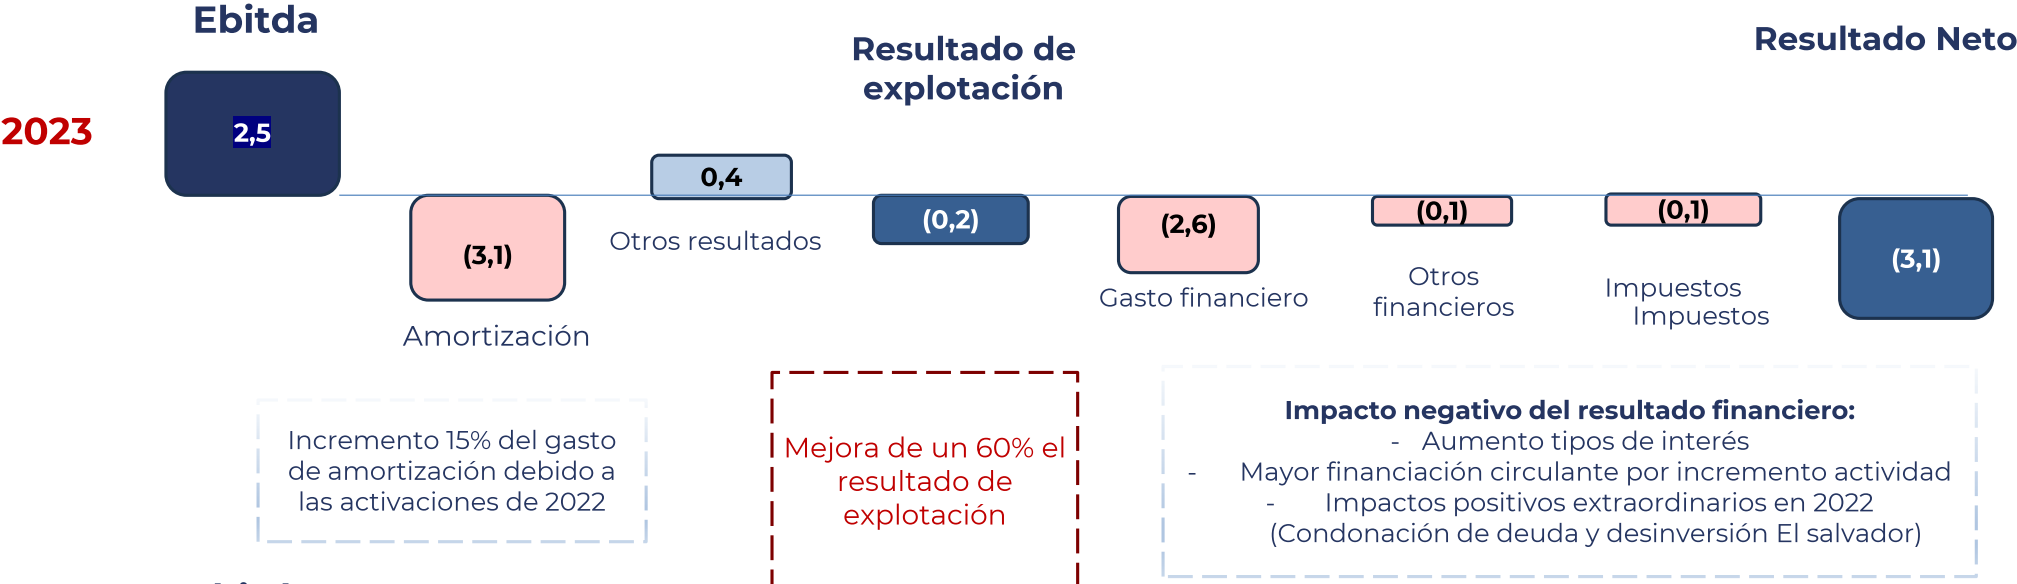 Ebitda
Resultado de
explotación
Resultado Neto
2023
2,5
(3,1)
0,4
(0,2)
(2,6)
(0,1)
(0,1)
(3,1)
Otros resultados
Amortización
Gasto financiero
Otros
financieros
Impuestos
Impuestos
Incremento 15% del gasto
de amortización debido a
las activaciones de 2022
Mejora de un 60% el
resultado de
explotación
Impacto negativo del resultado financiero:
- Aumento tipos de interés
- Mayor financiación circulante por incremento actividad
- Impactos positivos extraordinarios en 2022
(Condonación de deuda y desinversión El salvador)